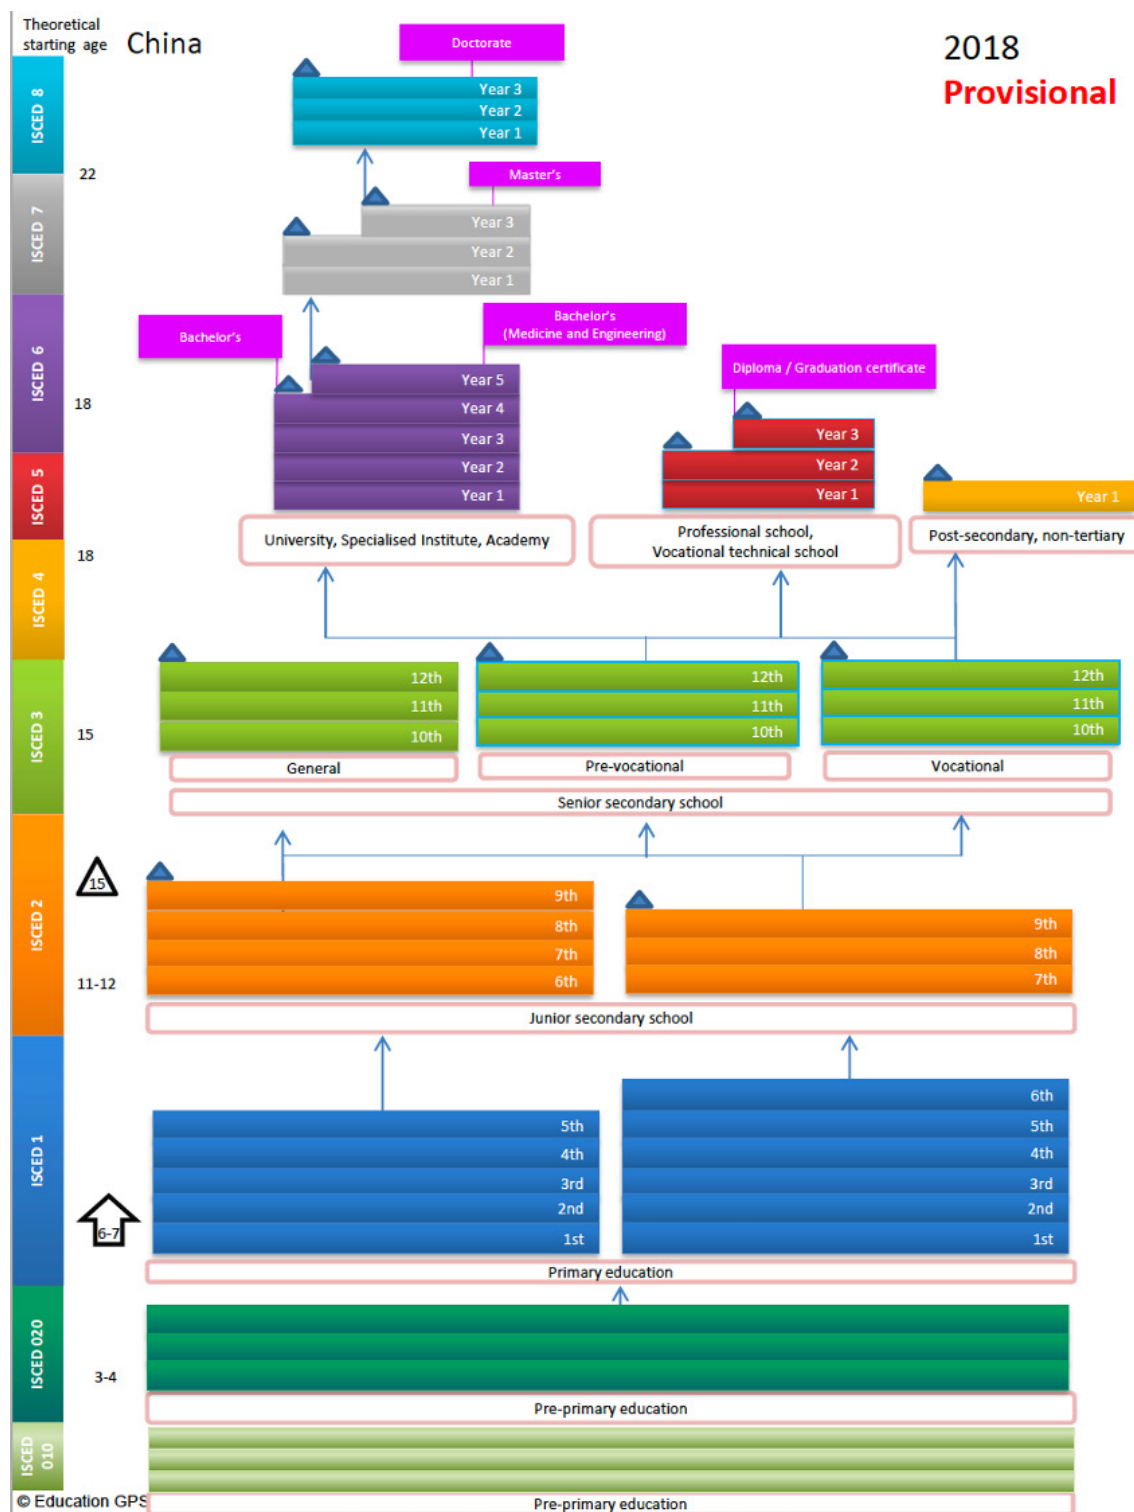 Theoretical
starting age
China
2018
Provisional
ISCED 8
Doctorate
Year 3
Year 2
Year 1
22
ISCED 7
Master's
Year 3
Year 2
Year 1
ISCED 6
Bachelor's
Bachelor's
(Medicine and Engineering)
Year 5
Year 4
Year 3
Year 2
Year 1
18
Diploma / Graduation certificate
Year 3
Year 2
Year 1
Year 1
ISCED 5
University, Specialised Institute, Academy
Professional school,
Vocational technical school
Post-secondary, non-tertiary
18
ISCED 4
ISCED 3
12th
11th
10th
12th
11th
10th
12th
11th
10th
15
General
Pre-vocational
Vocational
Senior secondary school
ISCED 2
15
9th
8th
7th
6th
9th
8th
7th
11-12
Junior secondary school
ISCED 1
5th
4th
3rd
2nd
1st
6th
5th
4th
3rd
2nd
1st
6-7
Primary education
ISCED 020
3-4
Pre-primary education
ISCED
010
© Education GPS
Pre-primary education